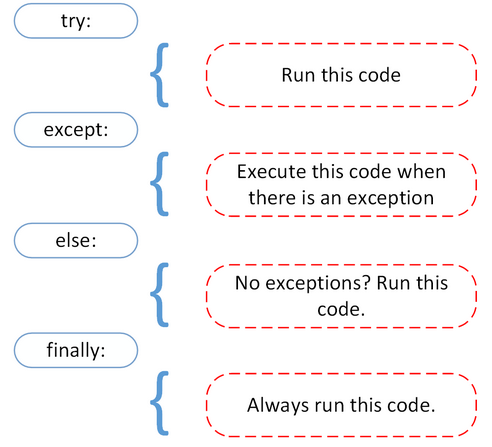 try:
Run this code
except:
Execute this code when
there is an exception
else:
No exceptions? Run this
code.
finally:
Always run this code.